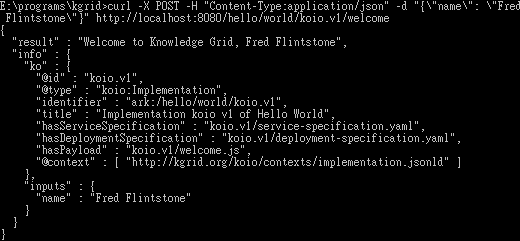 E:\programs\kgrid>curl -X POST -H "Content-Type:application/json" -d "{\"name\": \"Fred
 Flintstone\"}" http://localhost:8080/hello/world/koio.v1/welcome
{
  "result" : "Welcome to Knowledge Grid, Fred Flintstone",
  "info" : {
    "ko" : {
      "@id" : "koio.v1",
      "@type" : "koio:Implementation",
      "identifier" : "ark:/hello/world/koio.v1",
      "title" : "Implementation koio v1 of Hello World",
      "hasServiceSpecification" : "koio.v1/service-specification.yaml",
      "hasDeploymentSpecification" : "koio.v1/deployment-specification.yaml",
      "hasPayload" : "koio.v1/welcome.js",
      "@context" : [ "http://kgrid.org/koio/contexts/implementation.jsonld" ]
    },
    "inputs" : {
      "name" : "Fred Flintstone"
    }
  }
}